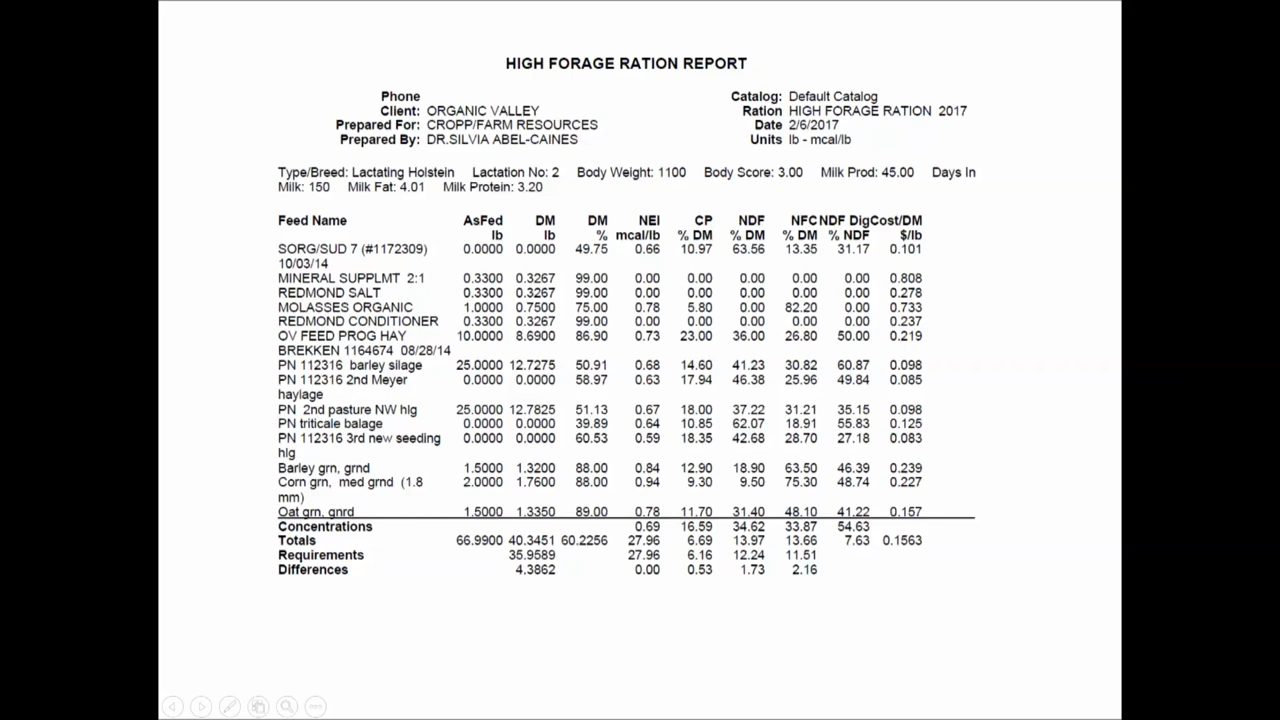 HIGH FORAGE RATION REPORT
Phone
Catalog: Default Catalog
Client: ORGANIC VALLEY
Ration HIGH FORAGE RATION 2017
Prepared For: CROPP/FARM RESOURCES
Date 2/6/2017
Prepared By: DR.SILVIA ABEL-CAINES
Units lb - mcal/lb
Type/Breed: Lactating Holstein Lactation No: 2 Body Weight: 1100 Body Score: 3.00 Milk Prod: 45.00 Days In
Milk: 150 Milk Fat: 4.01 Milk Protein: 3.20
Feed Name AsFed DM DM NEl CP NDF NFC NDF Dig Cost/DM
lb lb % mcal/lb % DM % DM % DM % NDF $/lb
SORG/SUD 7 (#1172309) 0.0000 0.0000 49.75 0.66 10.97 63.56 13.35 31.17 0.101
10/03/14
MINERAL SUPPLMT 2:1 0.3300 0.3267 99.00 0.00 0.00 0.00 0.00 0.00 0.808
REDMOND SALT 0.3300 0.3267 99.00 0.00 0.00 0.00 0.00 0.00 0.278
MOLASSES ORGANIC 1.0000 0.7500 75.00 0.78 5.80 0.00 82.20 0.00 0.733
REDMOND CONDITIONER 0.3300 0.3267 99.00 0.00 0.00 0.00 0.00 0.00 0.237
OV FEED PROG HAY 10.0000 8.6900 86.90 0.73 23.00 36.00 26.80 50.00 0.219
BREKKEN 1164674 08/28/14
PN 112316 barley silage 25.0000 12.7275 50.91 0.68 14.60 41.23 30.82 60.87 0.098
PN 112316 2nd Meyer 0.0000 0.0000 58.97 0.63 17.94 46.38 25.96 49.84 0.085
haylage
PN 2nd pasture NW hlg 25.0000 12.7825 51.13 0.67 18.00 37.22 31.21 35.15 0.098
PN triticale balage 0.0000 0.0000 39.89 0.64 10.85 62.07 18.91 55.83 0.125
PN 112316 3rd new seeding 0.0000 0.0000 60.53 0.59 18.35 42.68 28.70 27.18 0.083
hlg
Barley grn, grnd 1.5000 1.3200 88.00 0.84 12.90 18.90 63.50 46.39 0.239
Corn grn, med grnd (1.8 2.0000 1.7600 88.00 0.94 9.30 9.50 75.30 48.74 0.227
mm)
Oat grn, gnrd 1.5000 1.3350 89.00 0.78 11.70 31.40 48.10 41.22 0.157
Concentrations 0.69 16.59 34.62 33.87 54.63
Totals 66.9900 40.3451 60.2256 27.96 6.69 13.97 13.66 7.63 0.1563
Requirements 35.9589 27.96 6.16 12.24 11.51
Differences 4.3862 0.00 0.53 1.73 2.16